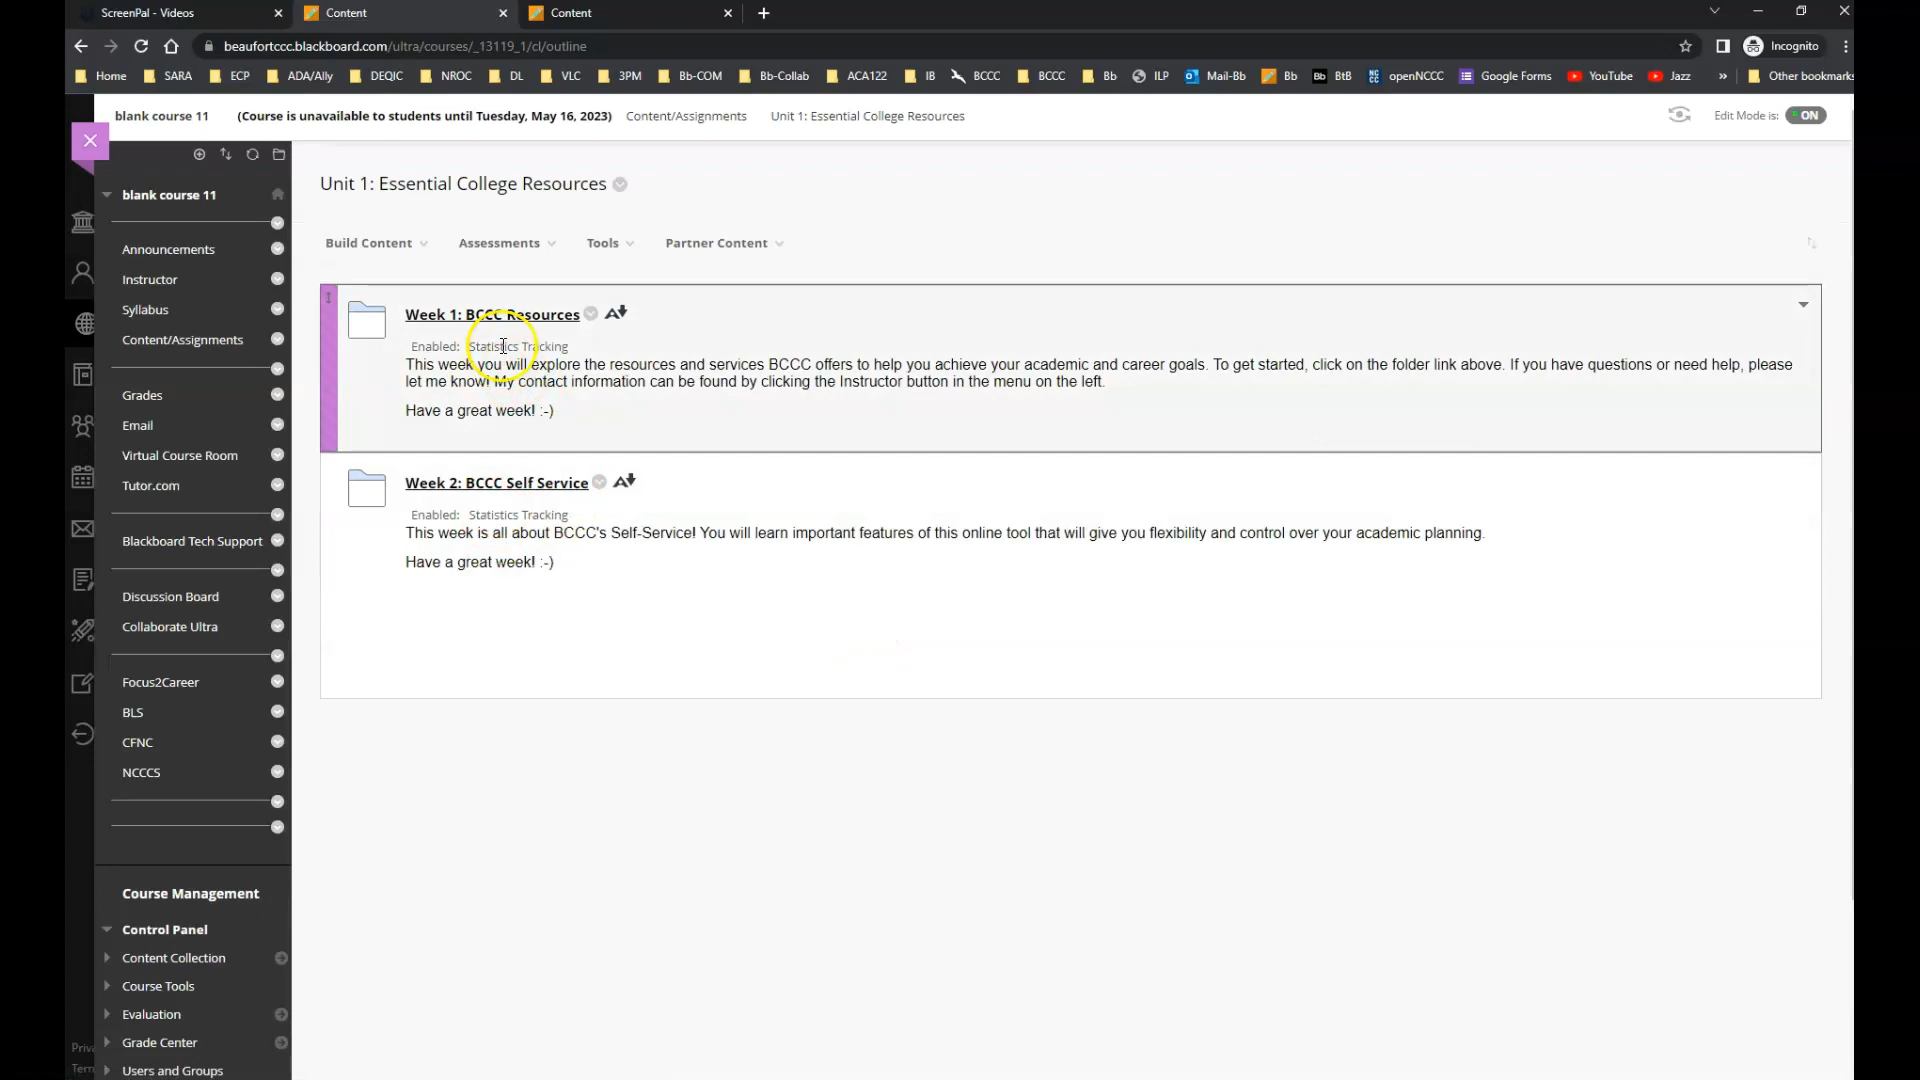 ScreenPal - Videos
Content
Content
beaufortccc.blackboard.com/ultra/courses/_13119_1/cl/outline
Incognito
Home SARA ECP ADA/Ally DEQIC NROC DL VLC 3PM Bb-COM Bb-Collab ACA122 IB BCCC BCCC Bb ILP Mail-Bb Bb BtB openNCCC Google Forms YouTube Jazz » Other bookmarks
blank course 11 (Course is unavailable to students until Tuesday, May 16, 2023) Content/Assignments Unit 1: Essential College Resources Edit Mode is: ON
blank course 11
Announcements
Instructor
Syllabus
Content/Assignments
Grades
Email
Virtual Course Room
Tutor.com
Blackboard Tech Support
Discussion Board
Collaborate Ultra
Focus2Career
BLS
CFNC
NCCCS
Course Management
Control Panel
Content Collection
Course Tools
Evaluation
Grade Center
Users and Groups
Unit 1: Essential College Resources
Build Content Assessments Tools Partner Content
Week 1: BCCC Resources
Enabled: Statistics Tracking
This week you will explore the resources and services BCCC offers to help you achieve your academic and career goals. To get started, click on the folder link above. If you have questions or need help, please
let me know! My contact information can be found by clicking the Instructor button in the menu on the left.
Have a great week! :-)
Week 2: BCCC Self Service
Enabled: Statistics Tracking
This week is all about BCCC's Self-Service! You will learn important features of this online tool that will give you flexibility and control over your academic planning.
Have a great week! :-)